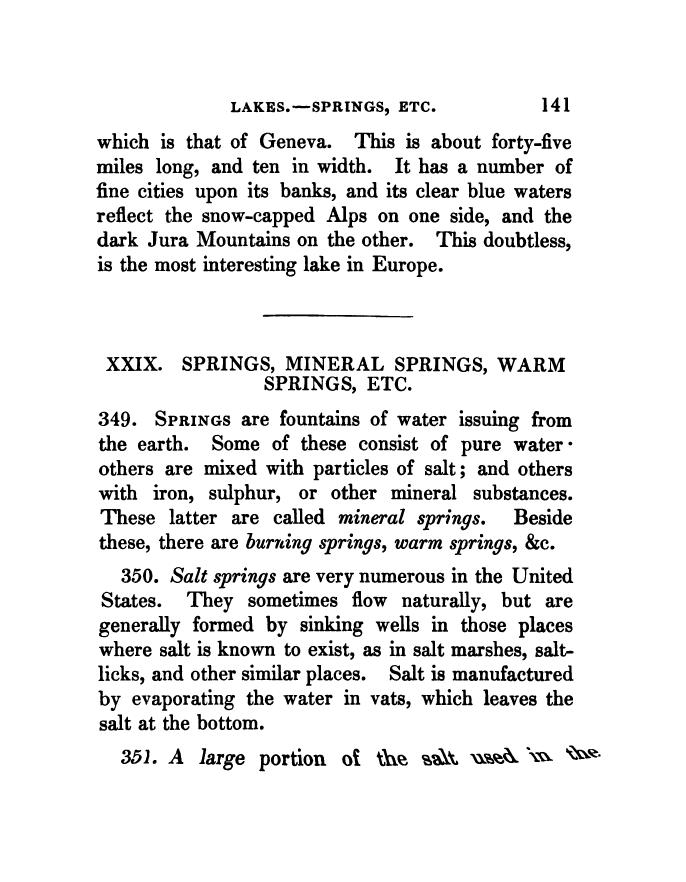 LAKES.—SPRINGS, ETC. 141
which is that of Geneva. This is about forty-five
miles long, and ten in width. It has a number of
fine cities upon its banks, and its clear blue waters
reflect the snow-capped Alps on one side, and the
dark Jura Mountains on the other. This doubtless,
is the most interesting lake in Europe.
XXIX. SPRINGS, MINERAL SPRINGS, WARM
SPRINGS, ETC.
349. SPRINGS are fountains of water issuing from
the earth. Some of these consist of pure water·
others are mixed with particles of salt; and others
with iron, sulphur, or other mineral substances.
These latter are called mineral springs. Beside
these, there are burning springs, warm springs, &c.
350. Salt springs are very numerous in the United
States. They sometimes flow naturally, but are
generally formed by sinking wells in those places
where salt is known to exist, as in salt marshes, salt-
licks, and other similar places. Salt is manufactured
by evaporating the water in vats, which leaves the
salt at the bottom.
351. A large portion of the salt used in the